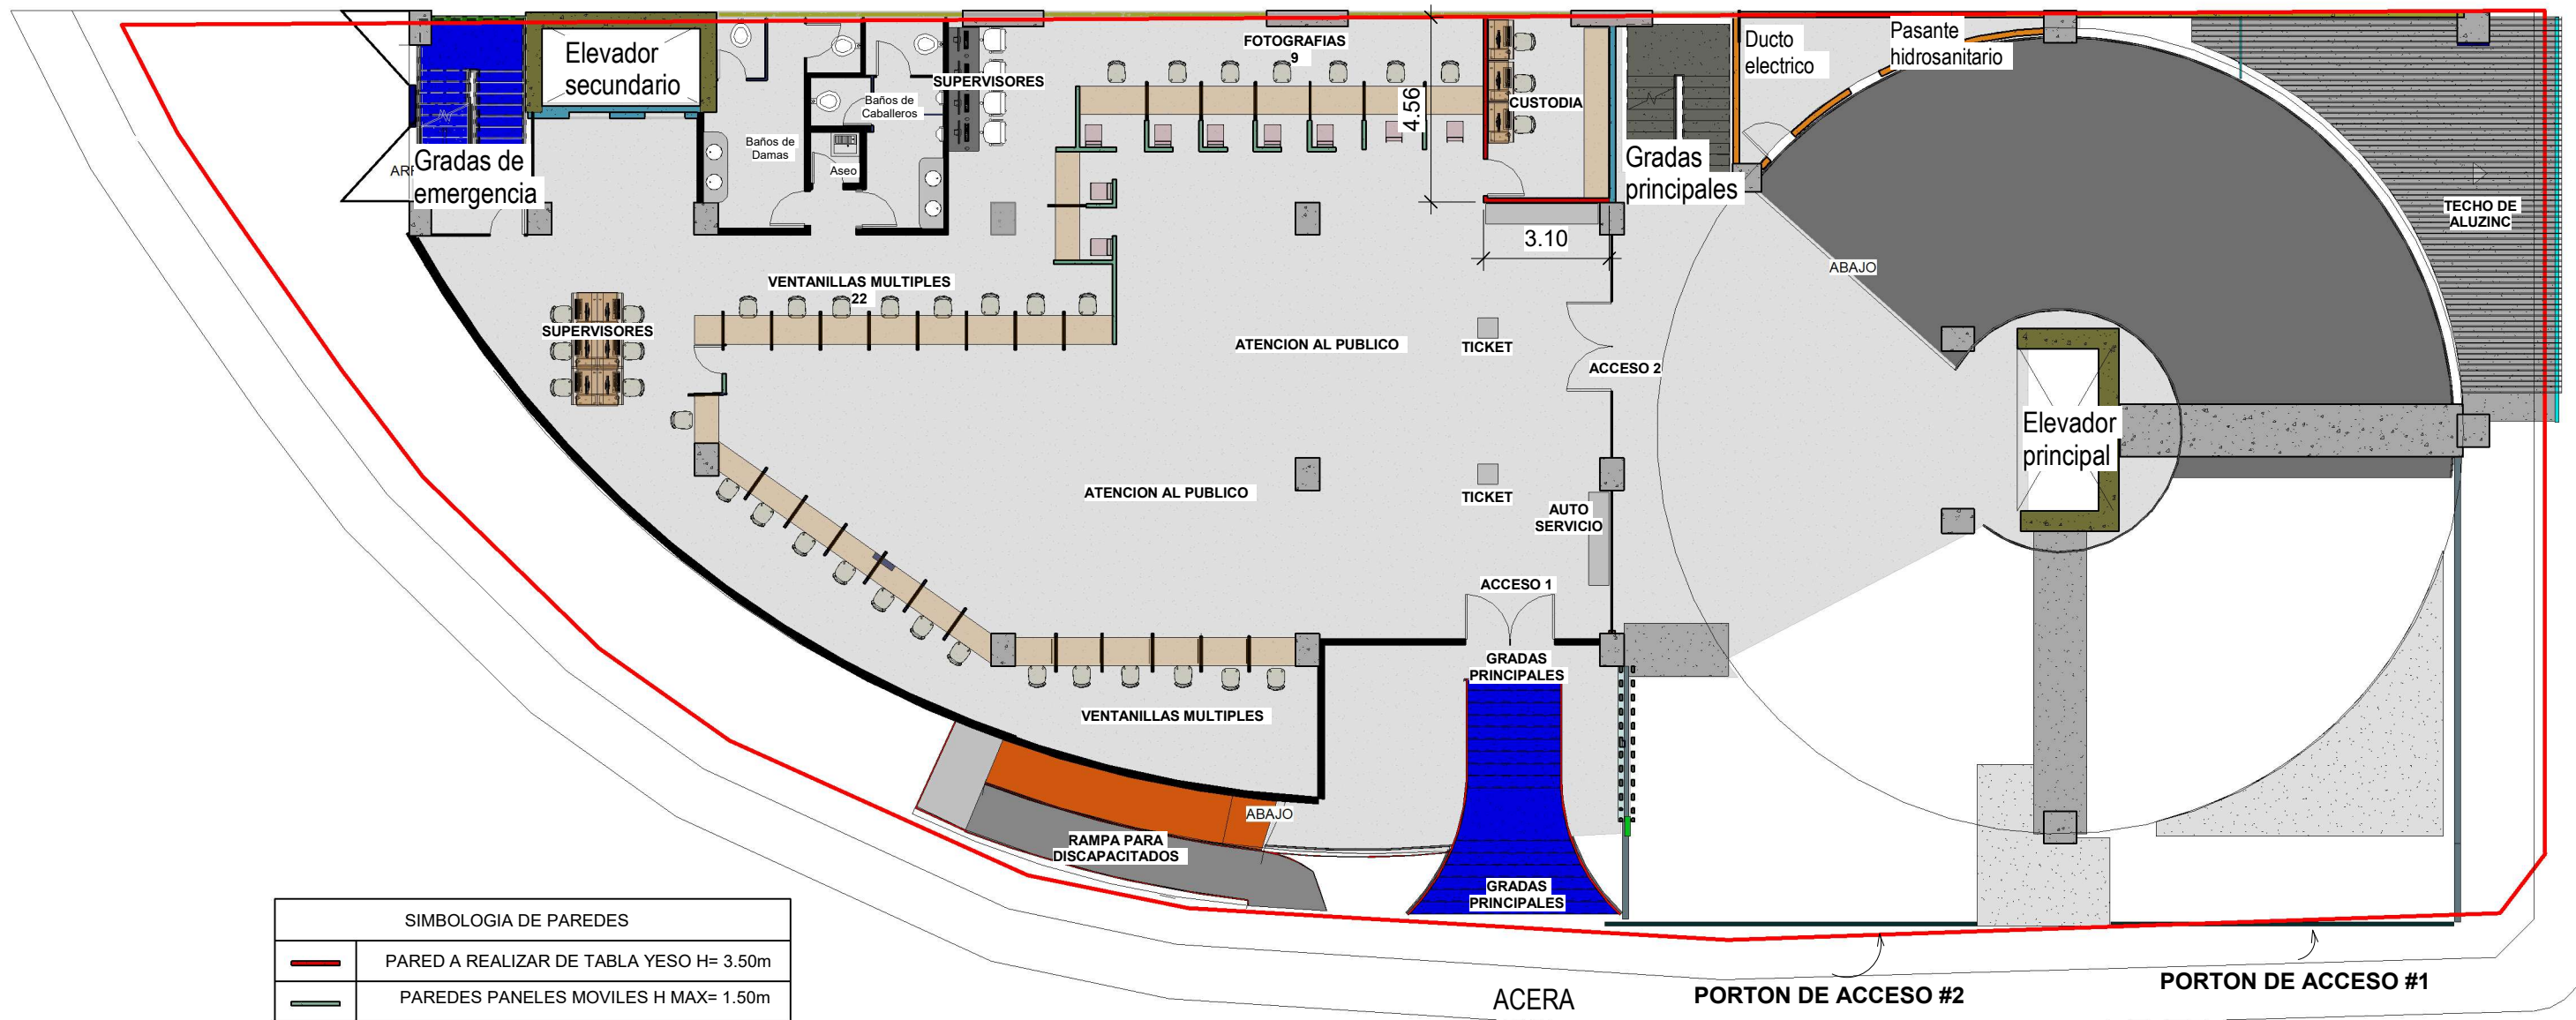 Elevador
secundario
Gradas de
emergencia
Baños de
Damas
Baños de
Caballeros
Aseo
SUPERVISORES
FOTOGRAFIAS
9
4.56
CUSTODIA
3.10
Gradas
principales
Ducto
electrico
Pasante
hidrosanitario
TECHO DE
ALUZINC
ABAJO
VENTANILLAS MULTIPLES
22
SUPERVISORES
ATENCION AL PUBLICO
TICKET
ACCESO 2
Elevador
principal
ATENCION AL PUBLICO
TICKET
AUTO
SERVICIO
ACCESO 1
GRADAS
PRINCIPALES
VENTANILLAS MULTIPLES
ABAJO
RAMPA PARA
DISCAPACITADOS
GRADAS
PRINCIPALES
SIMBOLOGIA DE PAREDES
PARED A REALIZAR DE TABLA YESO H= 3.50m
PAREDES PANELES MOVILES H MAX= 1.50m
ACERA
PORTON DE ACCESO #2
PORTON DE ACCESO #1